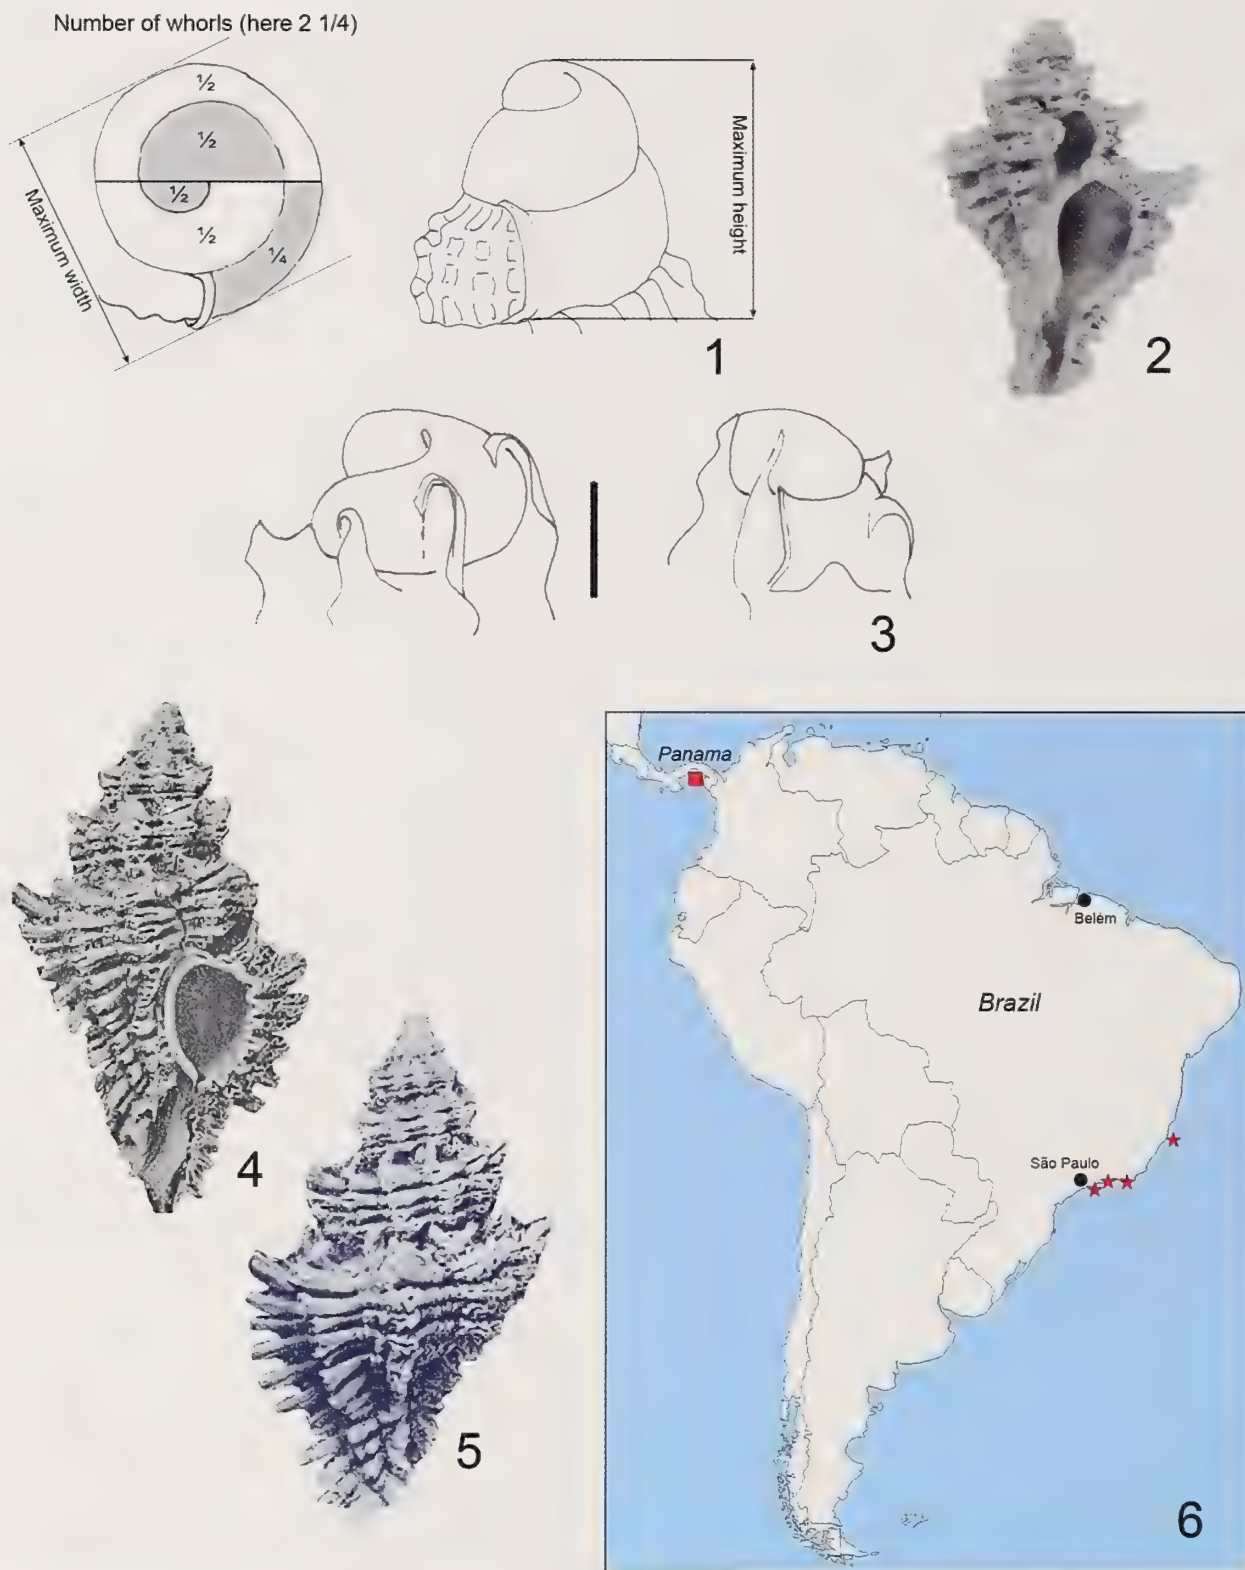 Number of whorls (here 2 1/4)
½
½
½
½
¼
Maximum width
Maximum height
1
2
3
4
5
Panama
Belém
Brazil
São Paulo
6